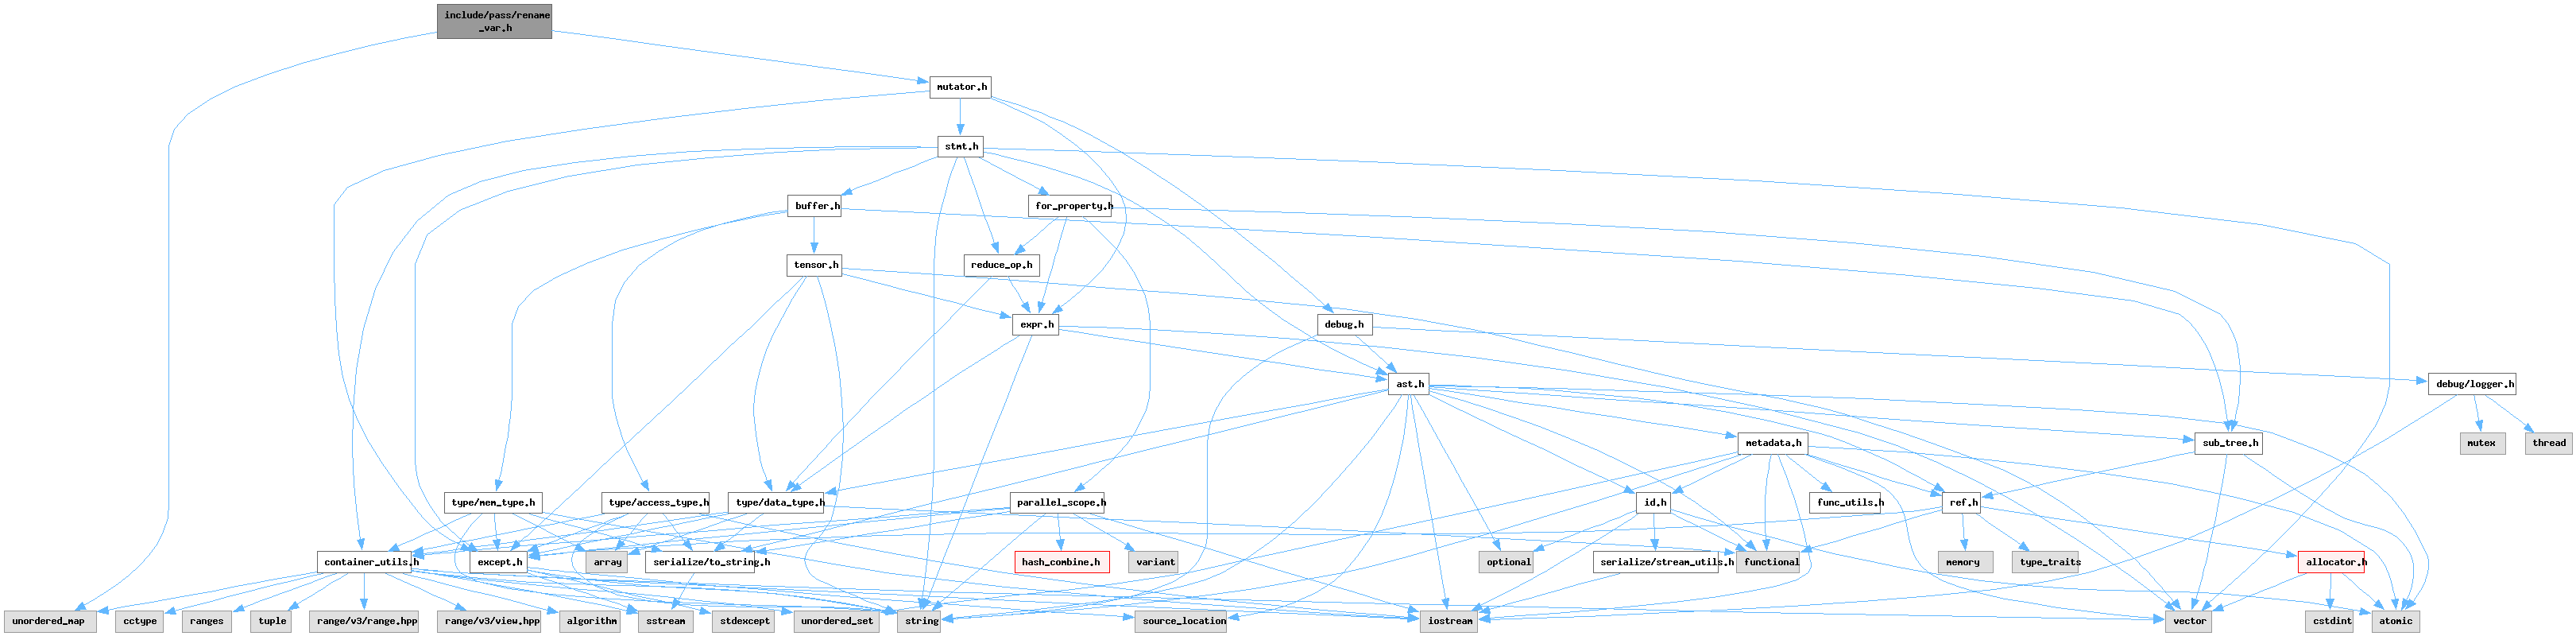 include/pass/rename
_var.h
mutator.h
stmt.h
buffer.h
for_property.h
tensor.h
reduce_op.h
expr.h
debug.h
ast.h
debug/logger.h
metadata.h
sub_tree.h
mutex
thread
type/mem_type.h
type/access_type.h
type/data_type.h
parallel_scope.h
id.h
func_utils.h
ref.h
container_utils.h
except.h
array
serialize/to_string.h
hash_combine.h
variant
optional
serialize/stream_utils.h
functional
memory
type_traits
allocator.h
unordered_map
cctype
ranges
tuple
range/v3/range.hpp
range/v3/view.hpp
algorithm
sstream
stdexcept
unordered_set
string
source_location
iostream
vector
cstdint
atomic